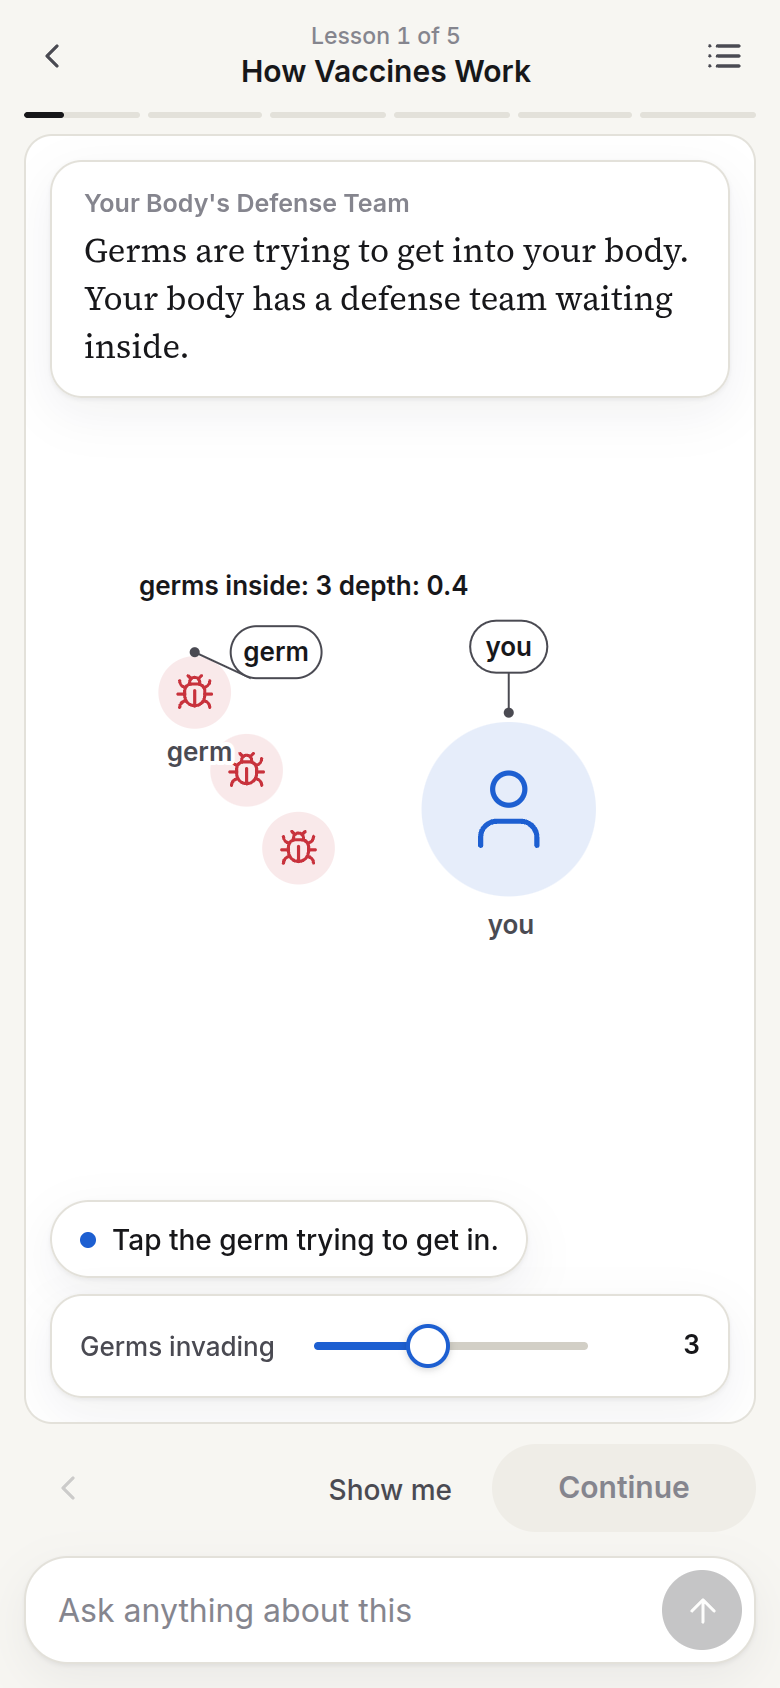 Lesson 1 of 5
How Vaccines Work
Your Body's Defense Team
Germs are trying to get into your body.
Your body has a defense team waiting
inside.
germs inside: 3 depth: 0.4
germ
you
germ
you
Tap the germ trying to get in.
Germs invading
3
Show me
Continue
Ask anything about this